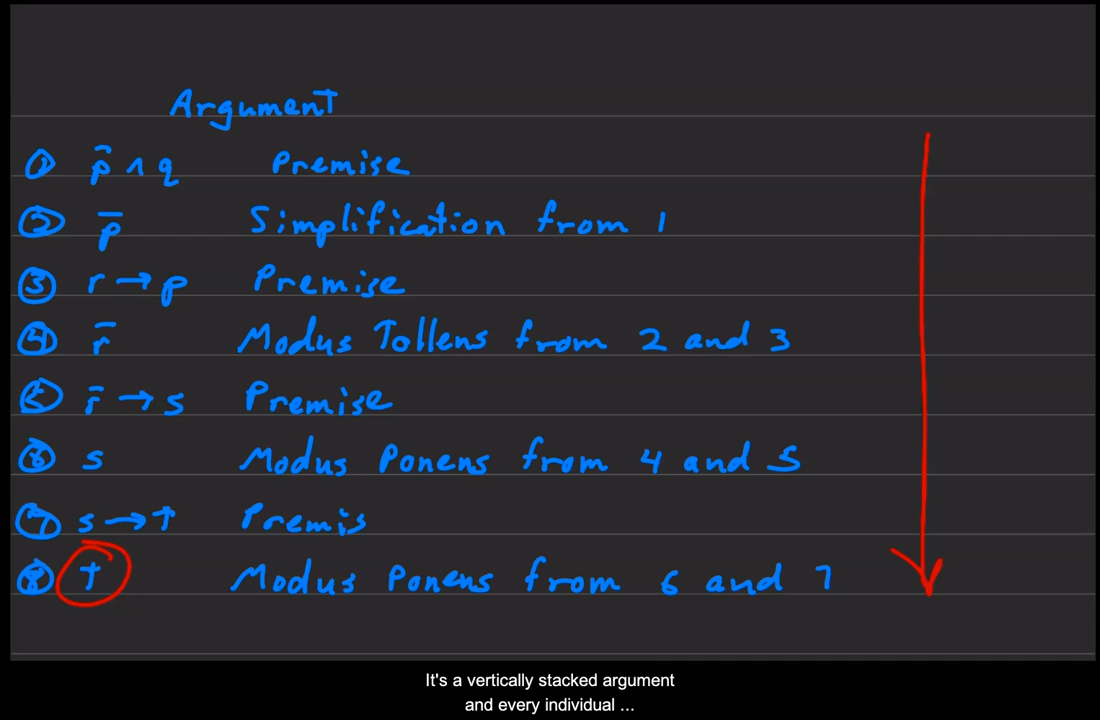 Argument
① p̄ ∧ q Premise
② p̄ Simplification from 1
③ r → p Premise
④ r̄ Modus Tollens from 2 and 3
⑤ r̄ → s Premise
⑥ s Modus Ponens from 4 and 5
⑦ s → t Premis
⑧ t Modus Ponens from 6 and 7
It's a vertically stacked argument
and every individual ...